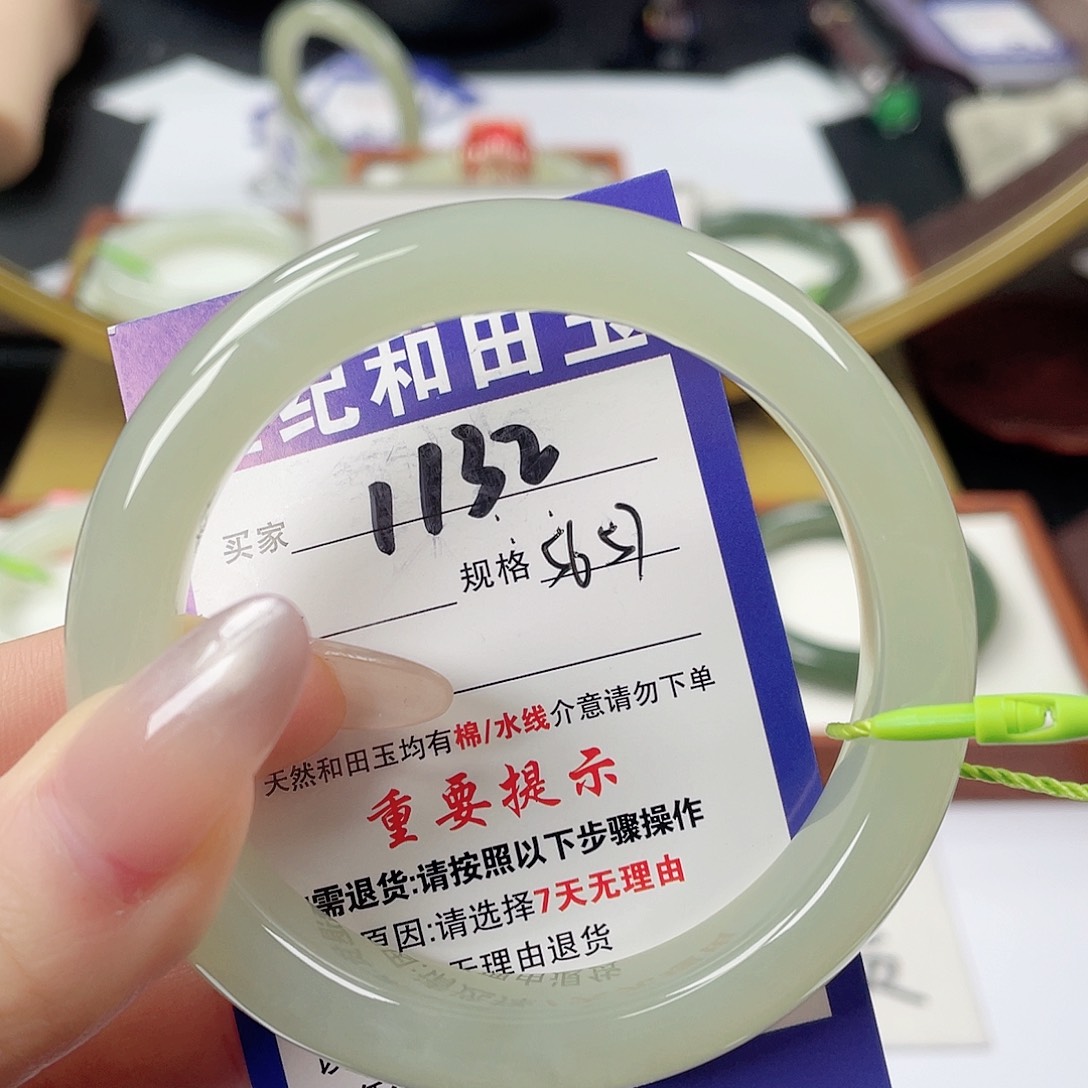 纪和田玉
买家 1132
规格 5657
天然和田玉均有棉/水线介意请勿下单
重要提示
需退货:请按照以下步骤操作
原因:请选择7天无理由
无理由退货